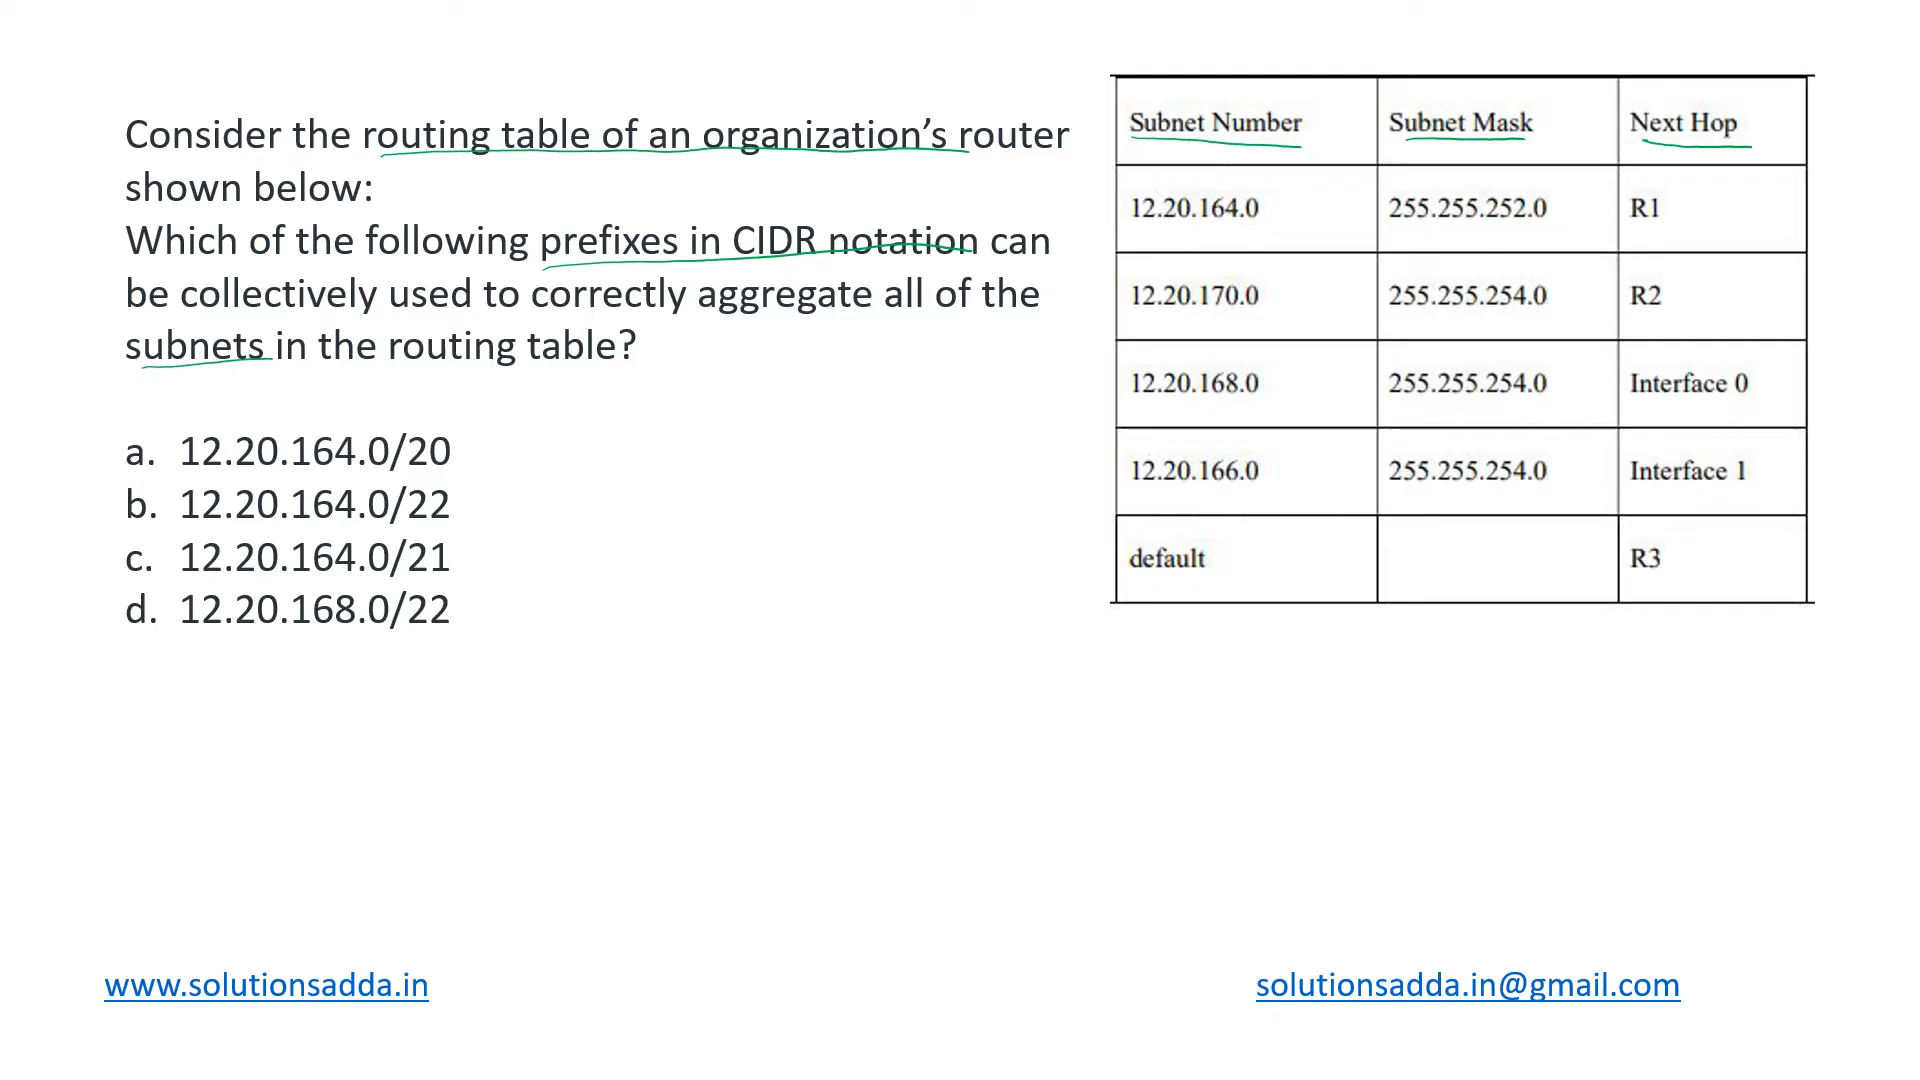 Consider the routing table of an organization’s router
shown below:
Which of the following prefixes in CIDR notation can
be collectively used to correctly aggregate all of the
subnets in the routing table?
a. 12.20.164.0/20
b. 12.20.164.0/22
c. 12.20.164.0/21
d. 12.20.168.0/22
Subnet Number Subnet Mask Next Hop
12.20.164.0 255.255.252.0 R1
12.20.170.0 255.255.254.0 R2
12.20.168.0 255.255.254.0 Interface 0
12.20.166.0 255.255.254.0 Interface 1
default R3
www.solutionsadda.in
solutionsadda.in@gmail.com